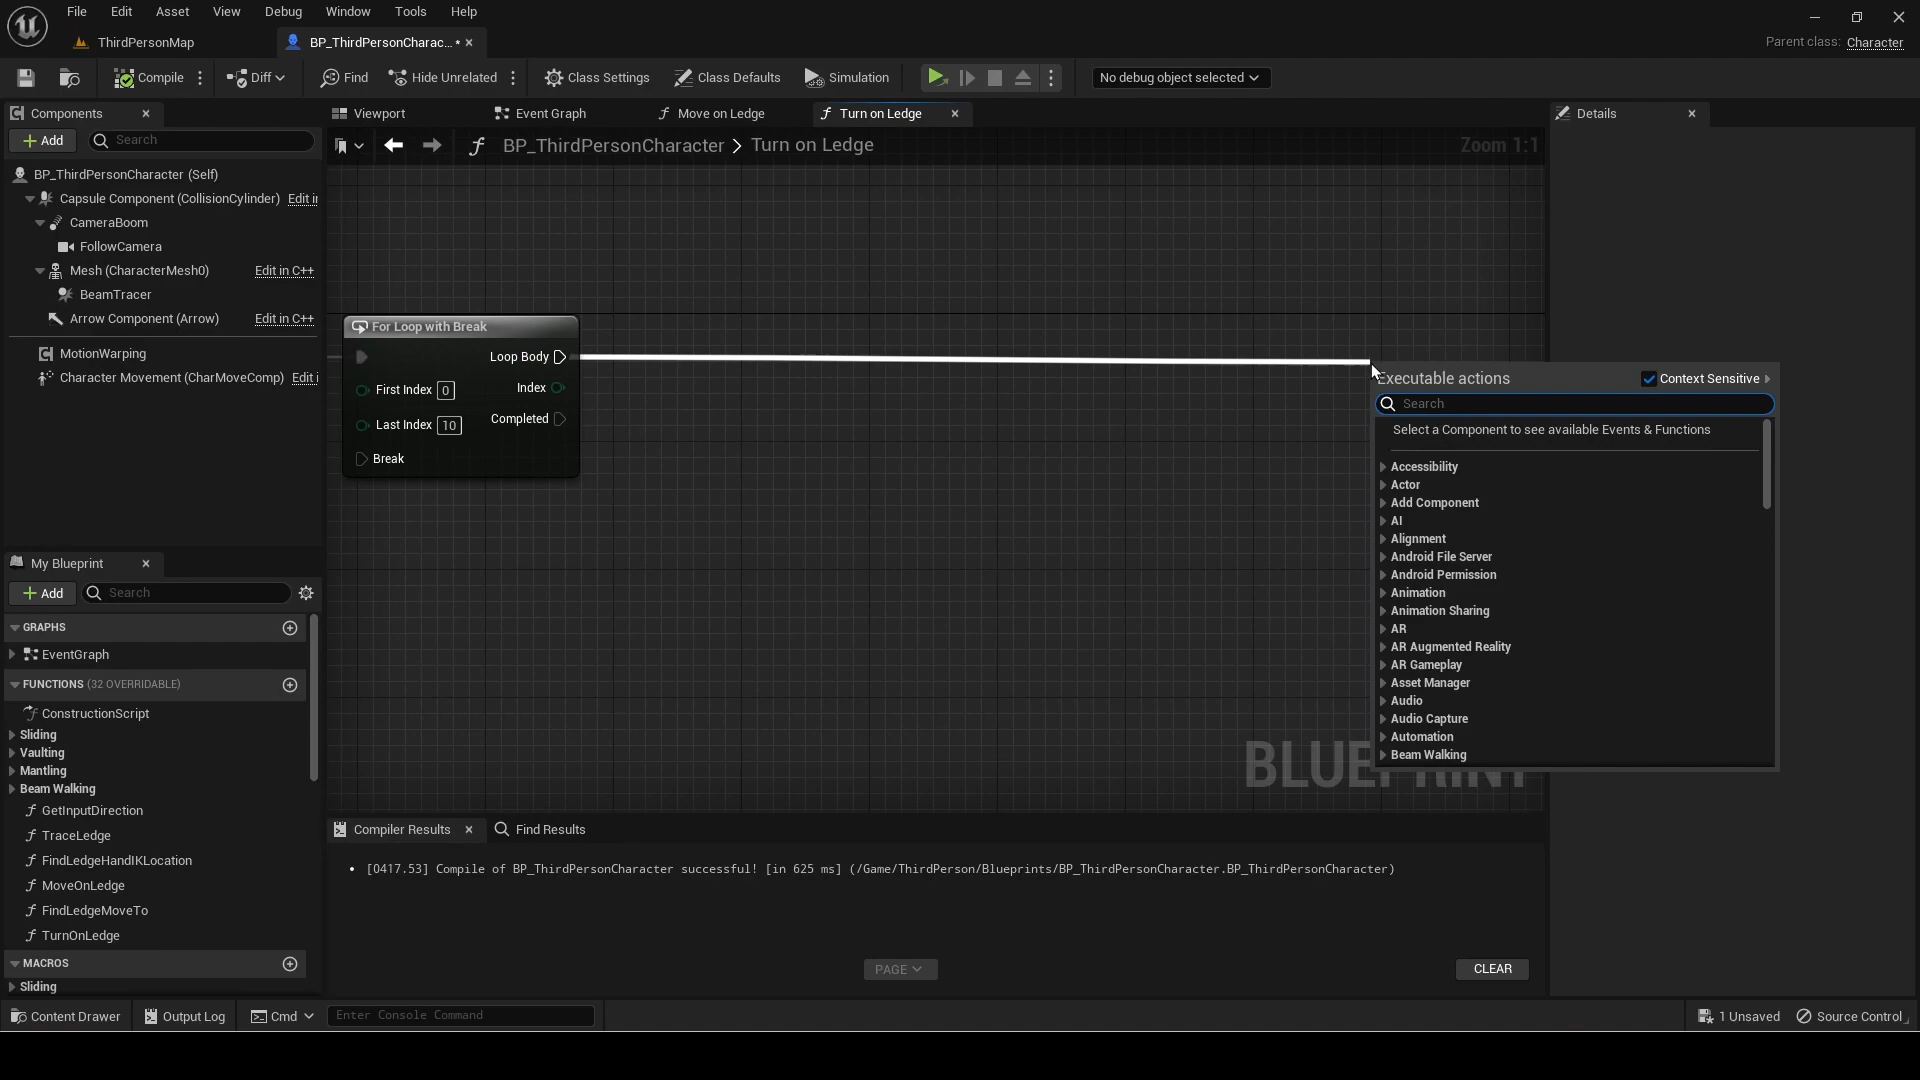 File Edit Asset View Debug Window Tools Help
ThirdPersonMap
BP_ThirdPersonCharac... •
Parent class: Character
Compile
Diff
Find
Hide Unrelated
Class Settings
Class Defaults
Simulation
No debug object selected
Components
Add
Search
BP_ThirdPersonCharacter (Self)
Capsule Component (CollisionCylinder) Edit i
CameraBoom
FollowCamera
Mesh (CharacterMesh0) Edit in C++
BeamTracer
Arrow Component (Arrow) Edit in C++
MotionWarping
Character Movement (CharMoveComp) Edit i
My Blueprint
Add
Search
GRAPHS
EventGraph
FUNCTIONS (32 OVERRIDABLE)
ConstructionScript
Sliding
Vaulting
Mantling
Beam Walking
GetInputDirection
TraceLedge
FindLedgeHandIKLocation
MoveOnLedge
FindLedgeMoveTo
TurnOnLedge
MACROS
Sliding
Viewport
Event Graph
Move on Ledge
Turn on Ledge
BP_ThirdPersonCharacter > Turn on Ledge
Zoom 1:1
For Loop with Break
Loop Body
First Index 0
Index
Last Index 10
Completed
Break
Details
Executable actions
Context Sensitive
Search
Select a Component to see available Events & Functions
Accessibility
Actor
Add Component
AI
Alignment
Android File Server
Android Permission
Animation
Animation Sharing
AR
AR Augmented Reality
AR Gameplay
Asset Manager
Audio
Audio Capture
Automation
Beam Walking
BLUEPRINT
Compiler Results
Find Results
• [0417.53] Compile of BP_ThirdPersonCharacter successful! [in 625 ms] (/Game/ThirdPerson/Blueprints/BP_ThirdPersonCharacter.BP_ThirdPersonCharacter)
PAGE
CLEAR
Content Drawer
Output Log
Cmd
Enter Console Command
1 Unsaved
Source Control